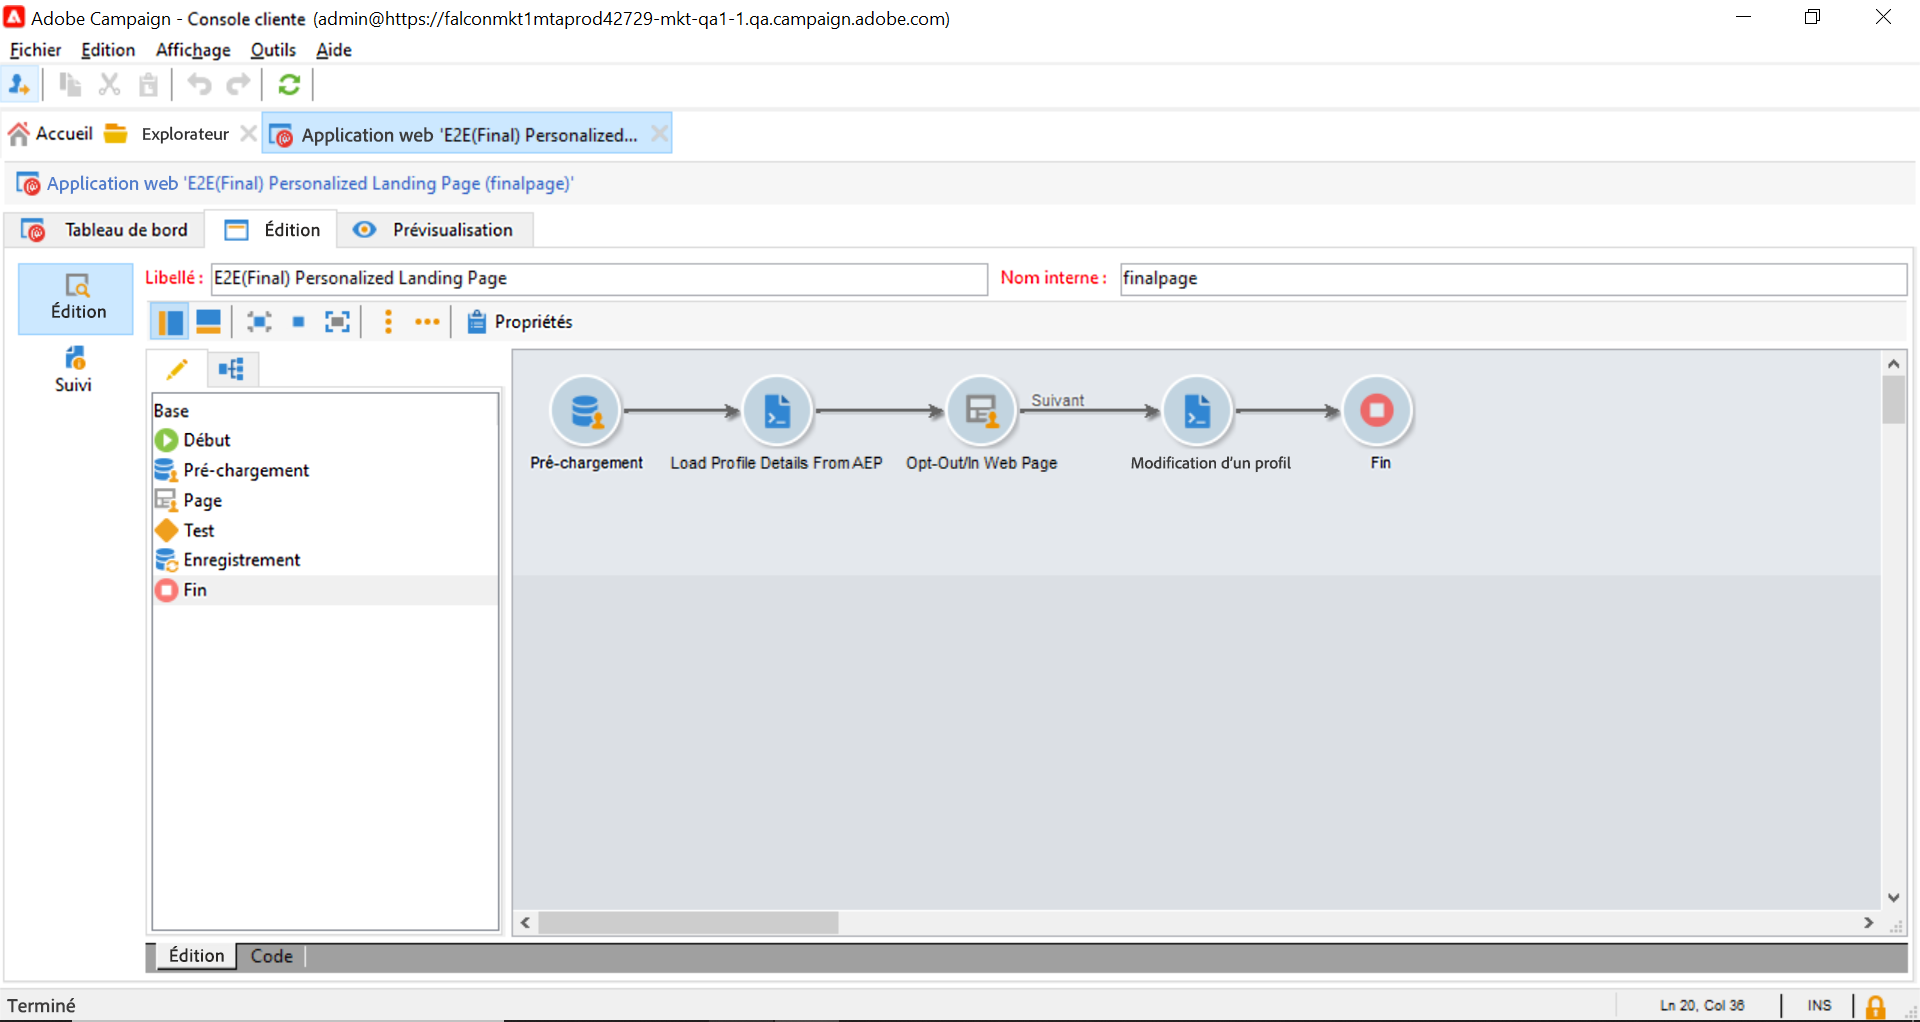 Adobe Campaign - Console cliente (admin@https://falconmkt1mtaprod42729-mkt-qa1-1.qa.campaign.adobe.com)
Fichier Edition Affichage Outils Aide
Accueil Explorateur Application web 'E2E(Final) Personalized...
Application web 'E2E(Final) Personalized Landing Page (finalpage)'
Tableau de bord Édition Prévisualisation
Libellé : E2E(Final) Personalized Landing Page Nom interne : finalpage
Édition
Propriétés
Suivi
Base
Début
Pré-chargement
Page
Test
Enregistrement
Fin
Suivant
Pré-chargement Load Profile Details From AEP Opt-Out/In Web Page Modification d'un profil Fin
Édition Code
Terminé Ln 20, Col 36 INS